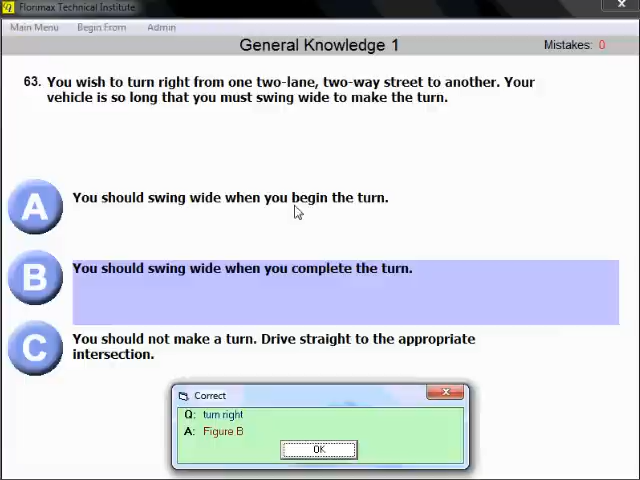 Florimax Technical Institute
Main Menu Begin From Admin
General Knowledge 1 Mistakes: 0
63. You wish to turn right from one two-lane, two-way street to another. Your
vehicle is so long that you must swing wide to make the turn.
A You should swing wide when you begin the turn.
B You should swing wide when you complete the turn.
C You should not make a turn. Drive straight to the appropriate
intersection.
Correct
Q: turn right
A: Figure B
OK